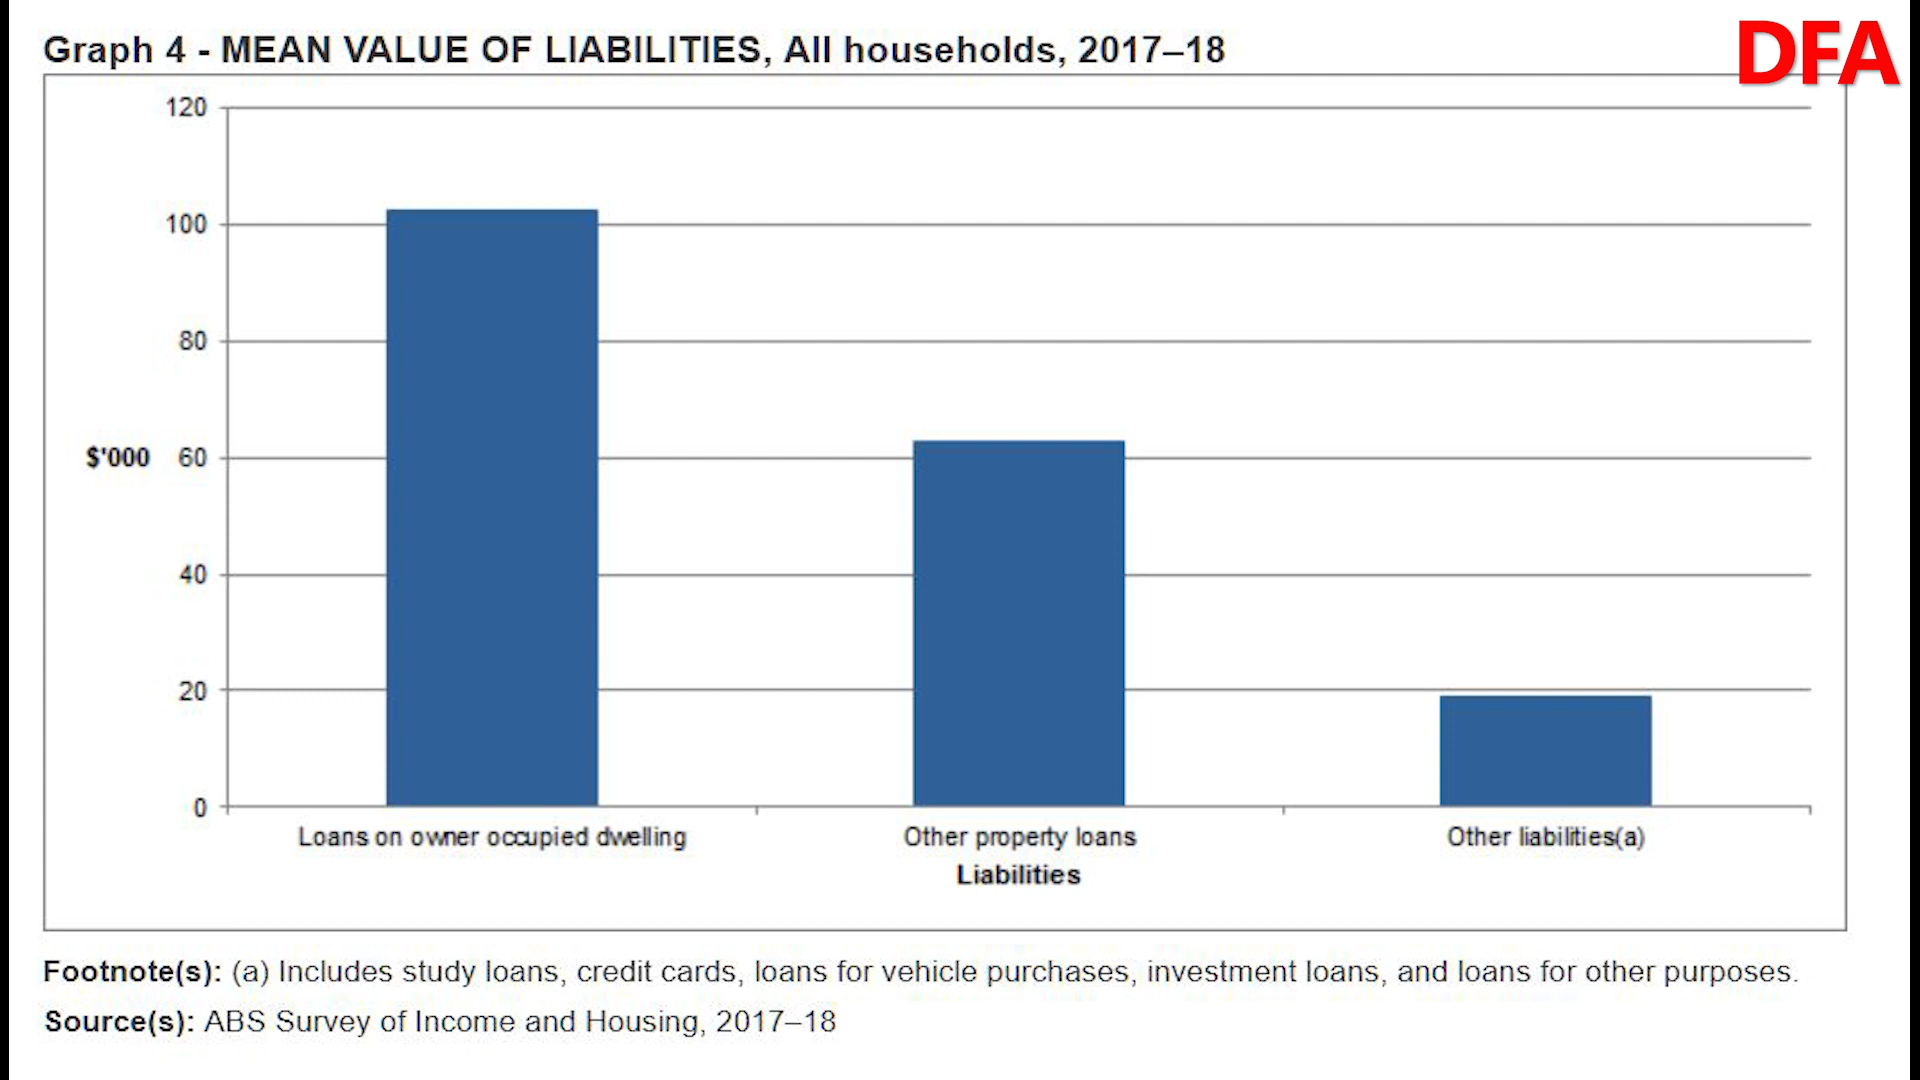 Graph 4 - MEAN VALUE OF LIABILITIES, All households, 2017–18
DFA
120
100
80
$'000 60
40
20
0
Loans on owner occupied dwelling Other property loans Other liabilities(a)
Liabilities
Footnote(s): (a) Includes study loans, credit cards, loans for vehicle purchases, investment loans, and loans for other purposes.
Source(s): ABS Survey of Income and Housing, 2017–18